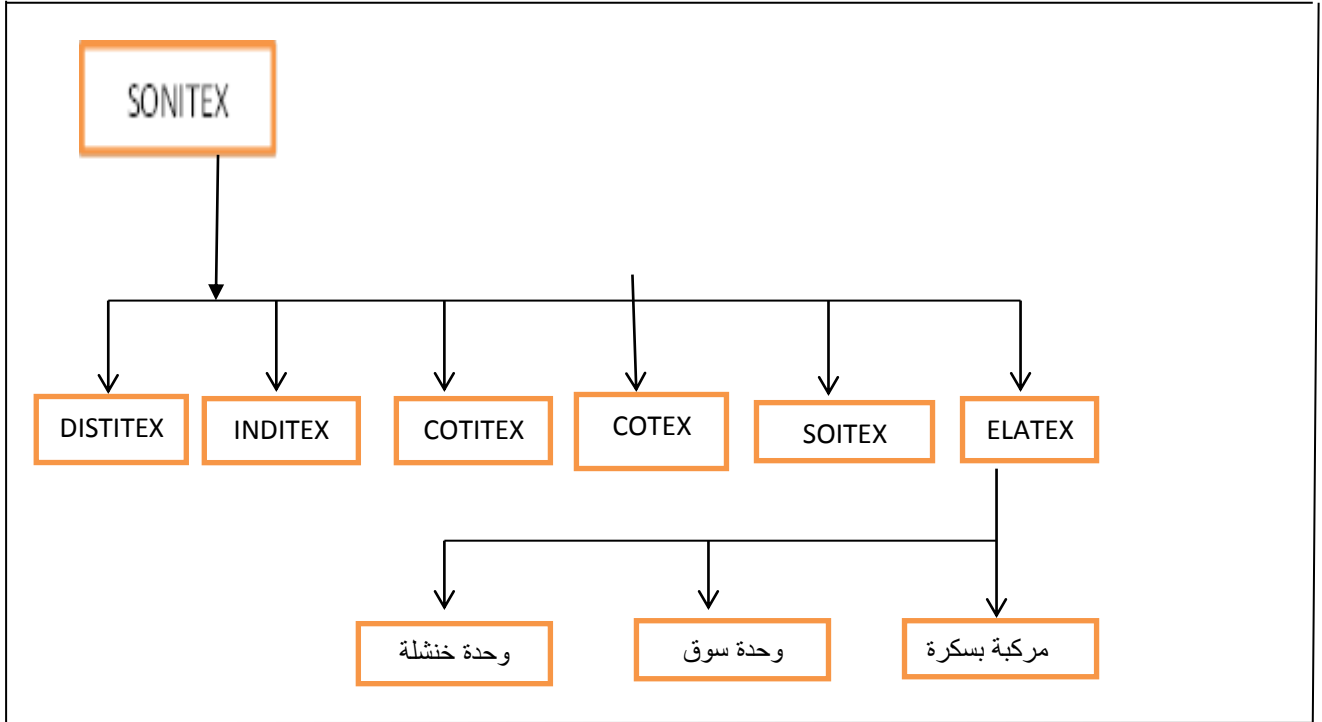 SONITEX
DISTITEX
INDITEX
COTITEX
COTEX
SOITEX
ELATEX
وحدة خنشلة
وحدة سوق
مركبة بسكرة